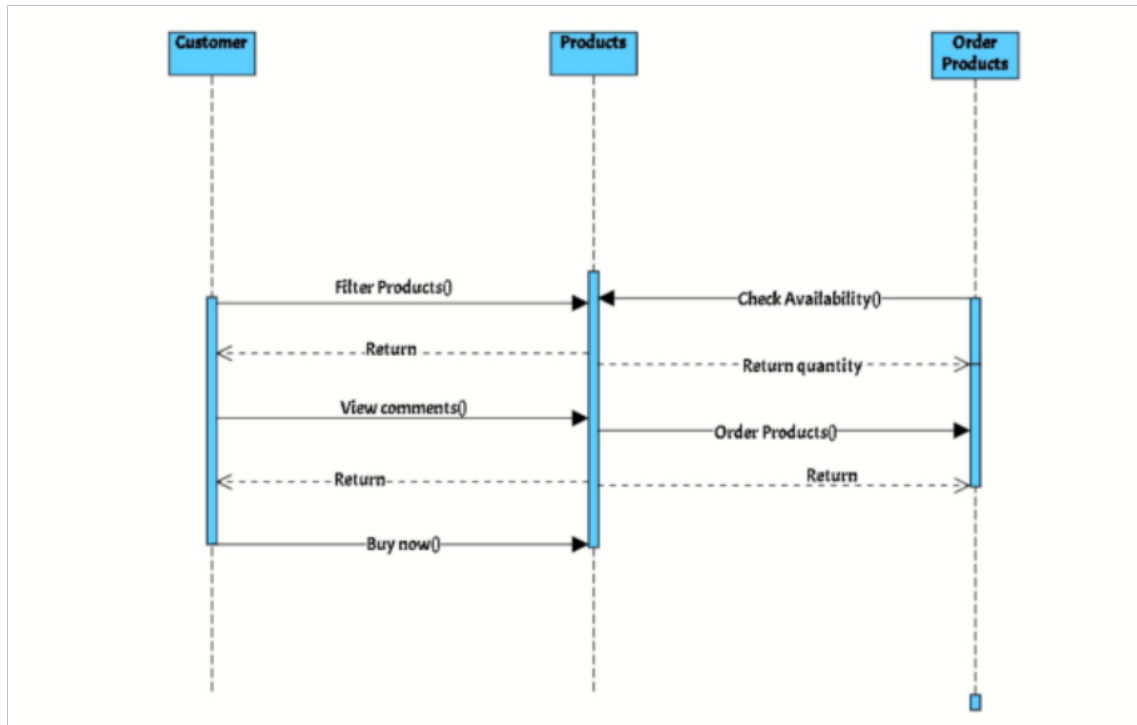 Customer
Products
Order
Products
Filter Products()
Check Availability()
Return
Return quantity
View comments()
Order Products()
Return
Return
Buy now()